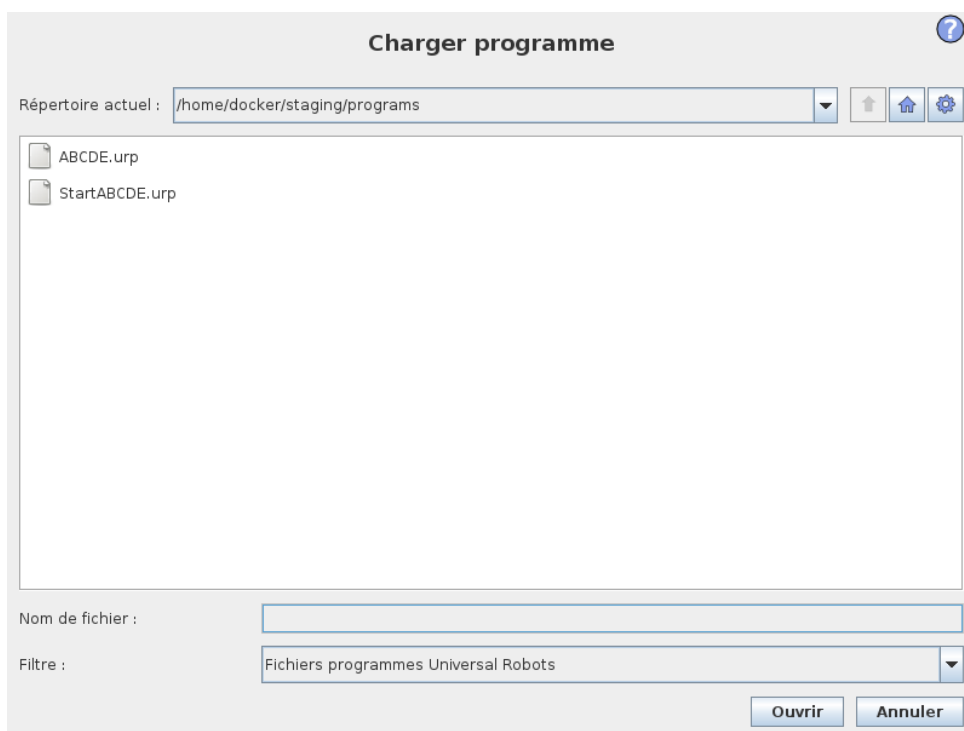 Charger programme
?
Répertoire actuel : /home/docker/staging/programs
ABCDE.urp
StartABCDE.urp
Nom de fichier :
Filtre : Fichiers programmes Universal Robots
Ouvrir Annuler